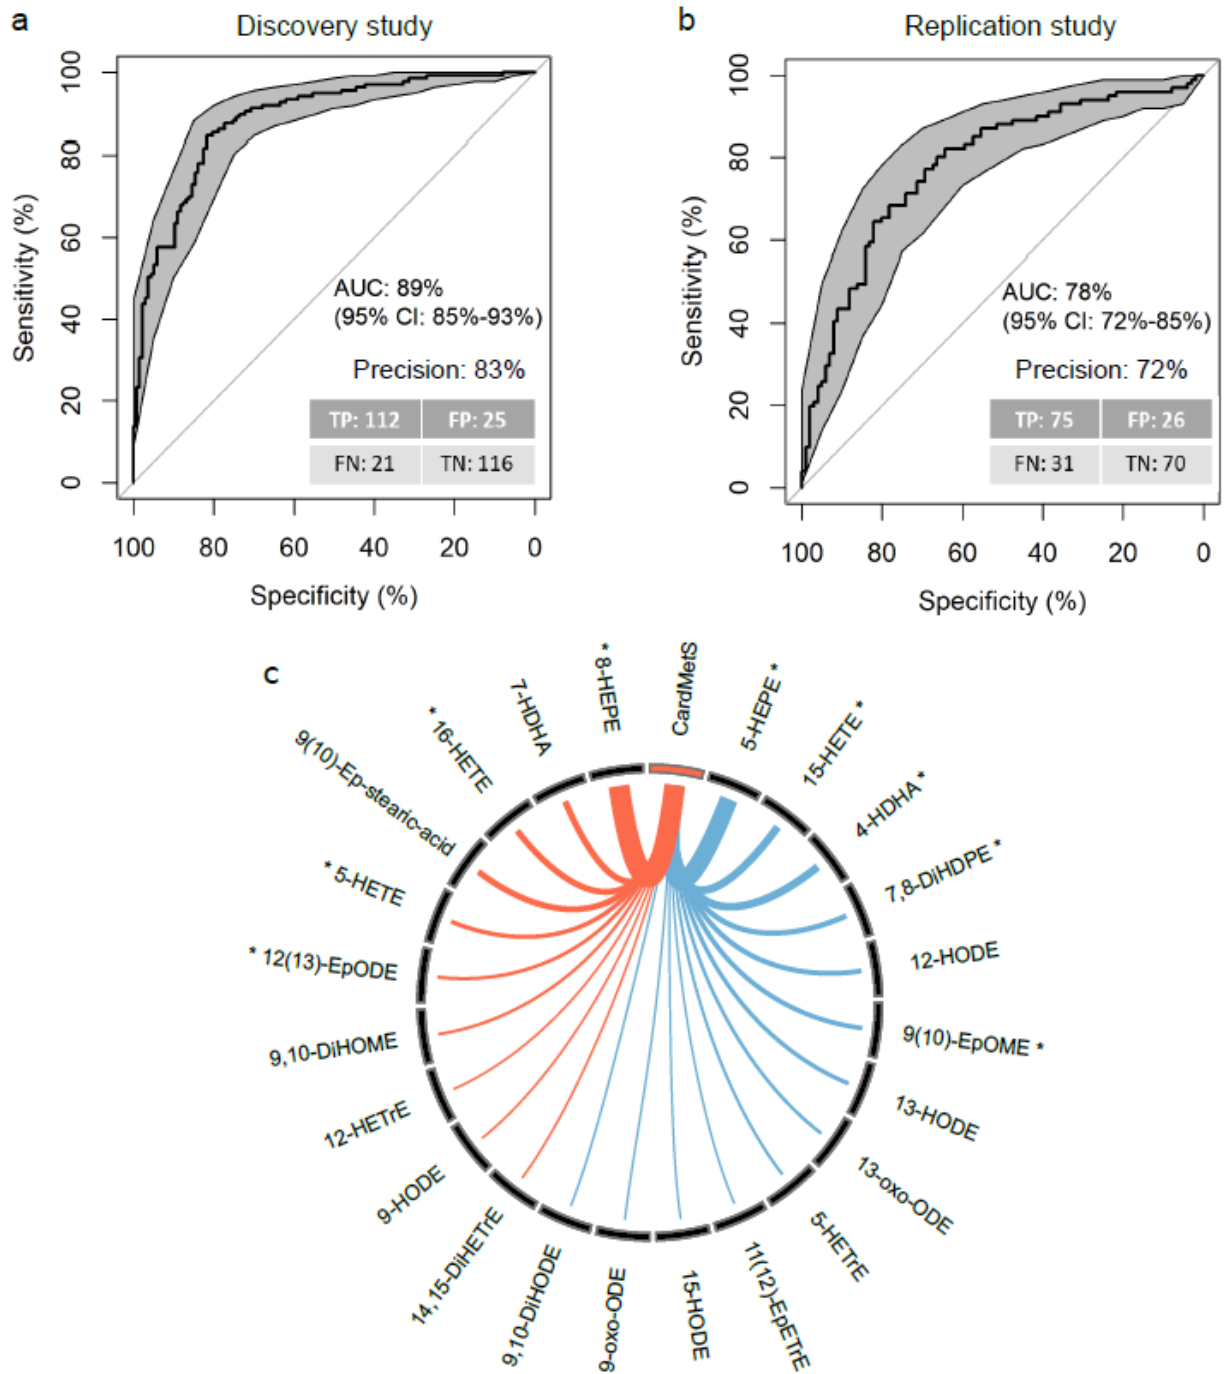 a
Discovery study
Sensitivity (%)
100
80
60
40
20
0
AUC: 89%
(95% CI: 85%-93%)
Precision: 83%
TP: 112 FP: 25
FN: 21 TN: 116
100 80 60 40 20 0
Specificity (%)
b
Replication study
Sensitivity (%)
100
80
60
40
20
0
AUC: 78%
(95% CI: 72%-85%)
Precision: 72%
TP: 75 FP: 26
FN: 31 TN: 70
100 80 60 40 20 0
Specificity (%)
c
CardMetS
5-HEPE *
15-HETE *
4-HDHA *
7,8-DiHDPE *
12-HODE
9(10)-EpOME *
13-HODE
13-oxo-ODE
5-HETrE
11(12)-EpETrE
15-HODE
9-oxo-ODE
9,10-DiHODE
14,15-DiHETrE
9-HODE
12-HETrE
9,10-DiHOME
* 12(13)-EpODE
* 5-HETE
9(10)-Ep-stearic-acid
* 16-HETE
7-HDHA
* 8-HEPE